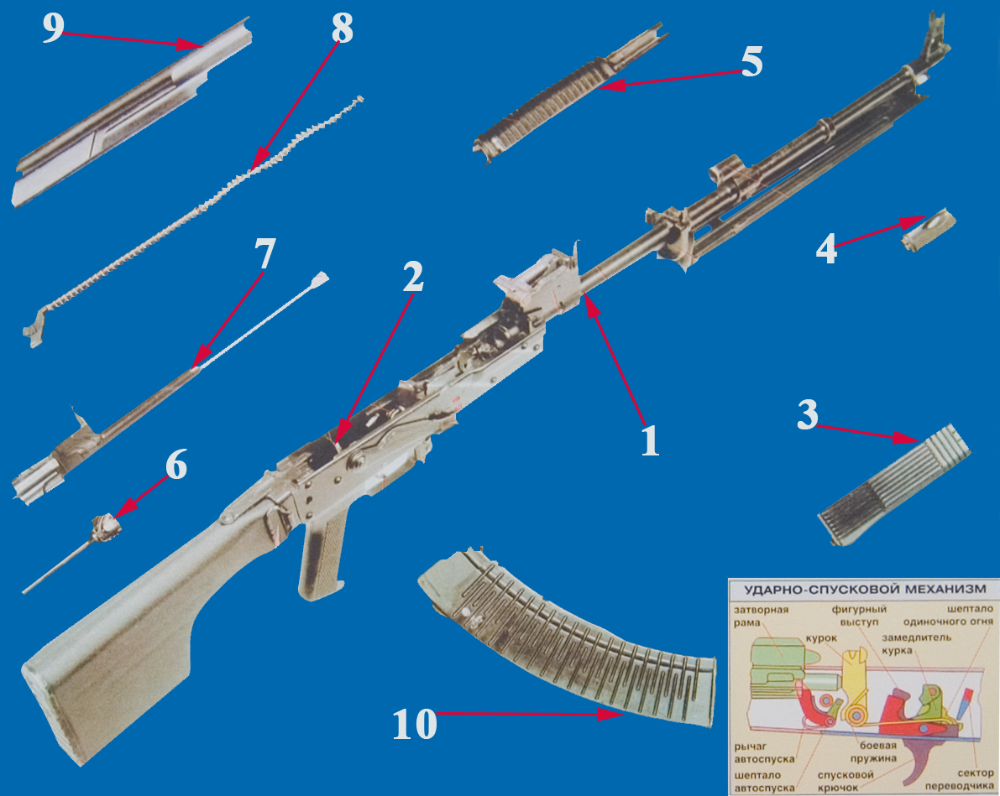 9
8
5
7
2
4
1
3
6
10
УДАРНО-СПУСКОВОЙ МЕХАНИЗМ
затворная
рама
фигурный
выступ
шептало
одиночного огня
курок
замедлитель
курка
рычаг
автоспуска
боевая
пружина
шептало
автоспуска
спусковой
крючок
сектор
переводчика